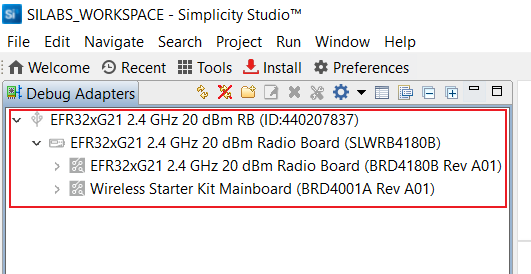 Si SILABS_WORKSPACE - Simplicity Studio™
File Edit Navigate Search Project Run Window Help
Welcome Recent Tools Install Preferences
Debug Adapters
EFR32xG21 2.4 GHz 20 dBm RB (ID:440207837)
EFR32xG21 2.4 GHz 20 dBm Radio Board (SLWRB4180B)
EFR32xG21 2.4 GHz 20 dBm Radio Board (BRD4180B Rev A01)
Wireless Starter Kit Mainboard (BRD4001A Rev A01)